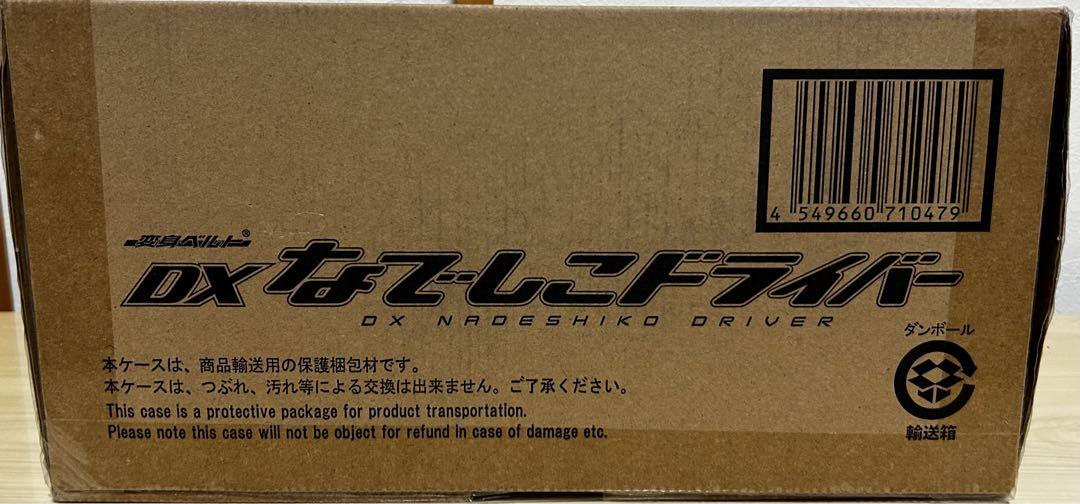 4 549660 710479
変身ベルト®
DXなでしこドライバー
DX NADESHIKO DRIVER
ダンボール
本ケースは、商品輸送用の保護梱包材です。
本ケースは、つぶれ、汚れ等による交換は出来ません。ご了承ください。
This case is a protective package for product transportation.
Please note this case will not be object for refund in case of damage etc.
輸送箱